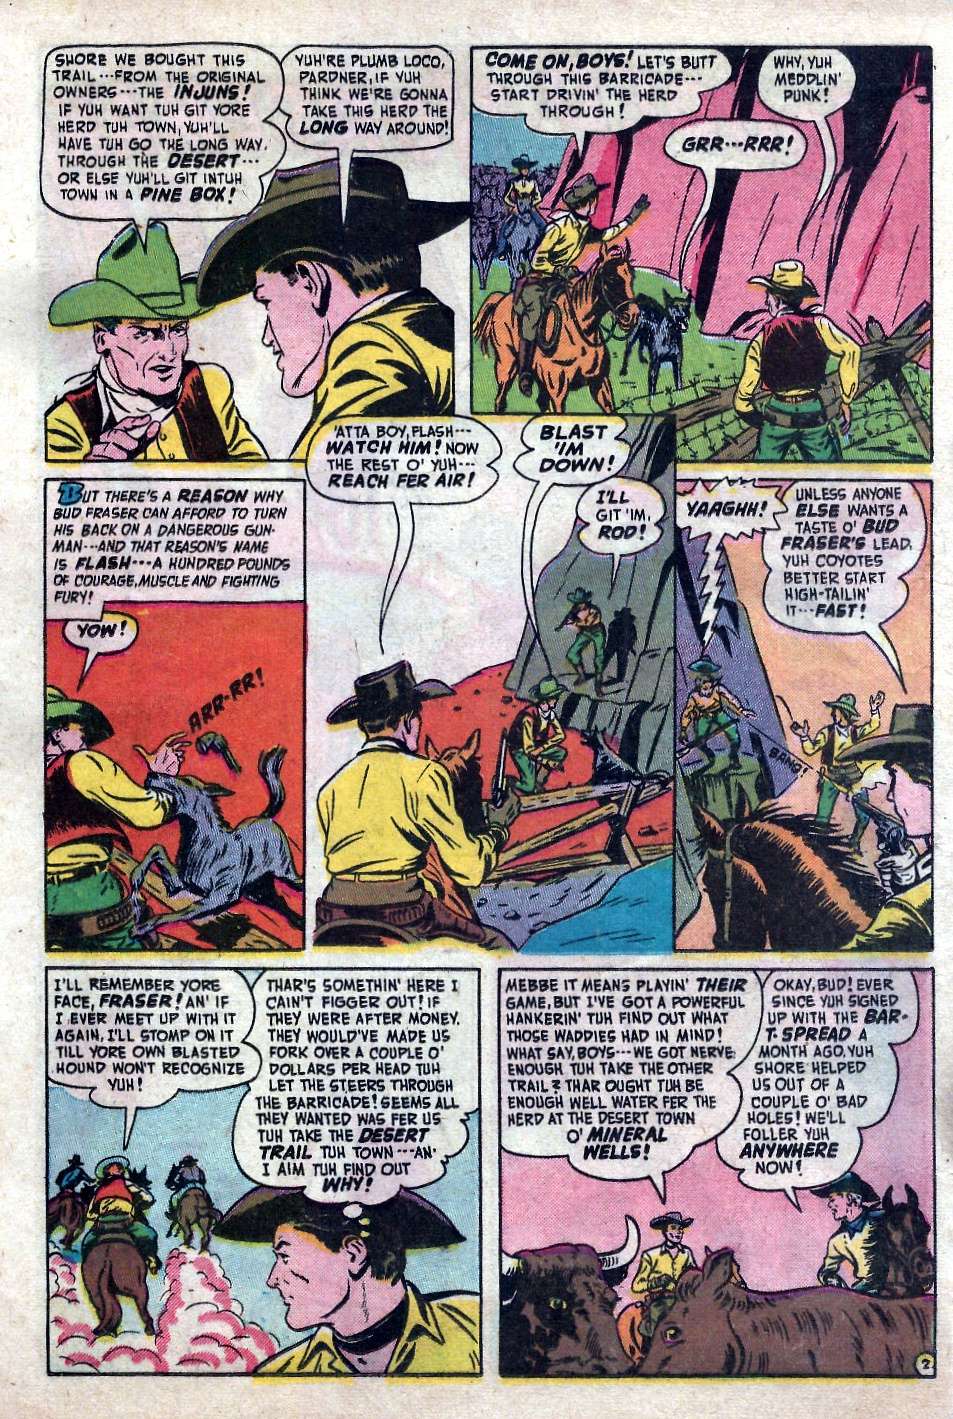 SHORE WE BOUGHT THIS
TRAIL---FROM THE ORIGINAL
OWNERS---THE INJUNS!
IF YUH WANT TUH GIT YORE
HERD TUH TOWN, YUH'LL
HAVE TUH GO THE LONG WAY.
THROUGH THE DESERT---
OR ELSE YUH'LL GIT INTUH
TOWN IN A PINE BOX!
YUH'RE PLUMB LOCO,
PARDNER, IF YUH
THINK WE'RE GONNA
TAKE THIS HERD THE
LONG WAY AROUND!
COME ON, BOYS! LET'S BUTT
THROUGH THIS BARRICADE---
START DRIVIN' THE HERD
THROUGH!
GRR---RRR!
WHY, YUH
MEDDLIN'
PUNK!
BUT THERE'S A REASON WHY
BUD FRASER CAN AFFORD TO TURN
HIS BACK ON A DANGEROUS GUN-
MAN---AND THAT REASON'S NAME
IS FLASH---A HUNDRED POUNDS
OF COURAGE, MUSCLE AND FIGHTING
FURY!
YOW!
ARR-RR!
'ATTA BOY, FLASH---
WATCH HIM! NOW
THE REST O' YUH---
REACH FER AIR!
BLAST
'IM
DOWN!
I'LL
GIT 'IM,
ROD!
YAAGHH!
UNLESS ANYONE
ELSE WANTS A
TASTE O' BUD
FRASER'S LEAD,
YUH COYOTES
BETTER START
HIGH-TAILIN'
IT---FAST!
BANG!
I'LL REMEMBER YORE
FACE, FRASER! AN' IF
I EVER MEET UP WITH IT
AGAIN, I'LL STOMP ON IT
TILL YORE OWN BLASTED
HOUND WON'T RECOGNIZE
YUH!
THAR'S SOMETHIN' HERE I
CAIN'T FIGGER OUT! IF
THEY WERE AFTER MONEY,
THEY WOULD'VE MADE US
FORK OVER A COUPLE O'
DOLLARS PER HEAD TUH
LET THE STEERS THROUGH
THE BARRICADE! SEEMS ALL
THEY WANTED WAS FER US
TUH TAKE THE DESERT
TRAIL TUH TOWN---AN'
I AIM TUH FIND OUT
WHY!
MEBBE IT MEANS PLAYIN' THEIR
GAME, BUT I'VE GOT A POWERFUL
HANKERIN' TUH FIND OUT WHAT
THOSE WADDIES HAD IN MIND!
WHAT SAY, BOYS---WE GOT NERVE
ENOUGH TUH TAKE THE OTHER
TRAIL? THAR OUGHT TUH BE
ENOUGH WELL WATER FER THE
HERD AT THE DESERT TOWN
O' MINERAL
WELLS!
OKAY, BUD! EVER
SINCE YUH SIGNED
UP WITH THE BAR-
T. SPREAD A
MONTH AGO, YUH
SHORE HELPED
US OUT OF A
COUPLE O' BAD
HOLES! WE'LL
FOLLER YUH
ANYWHERE
NOW!
2